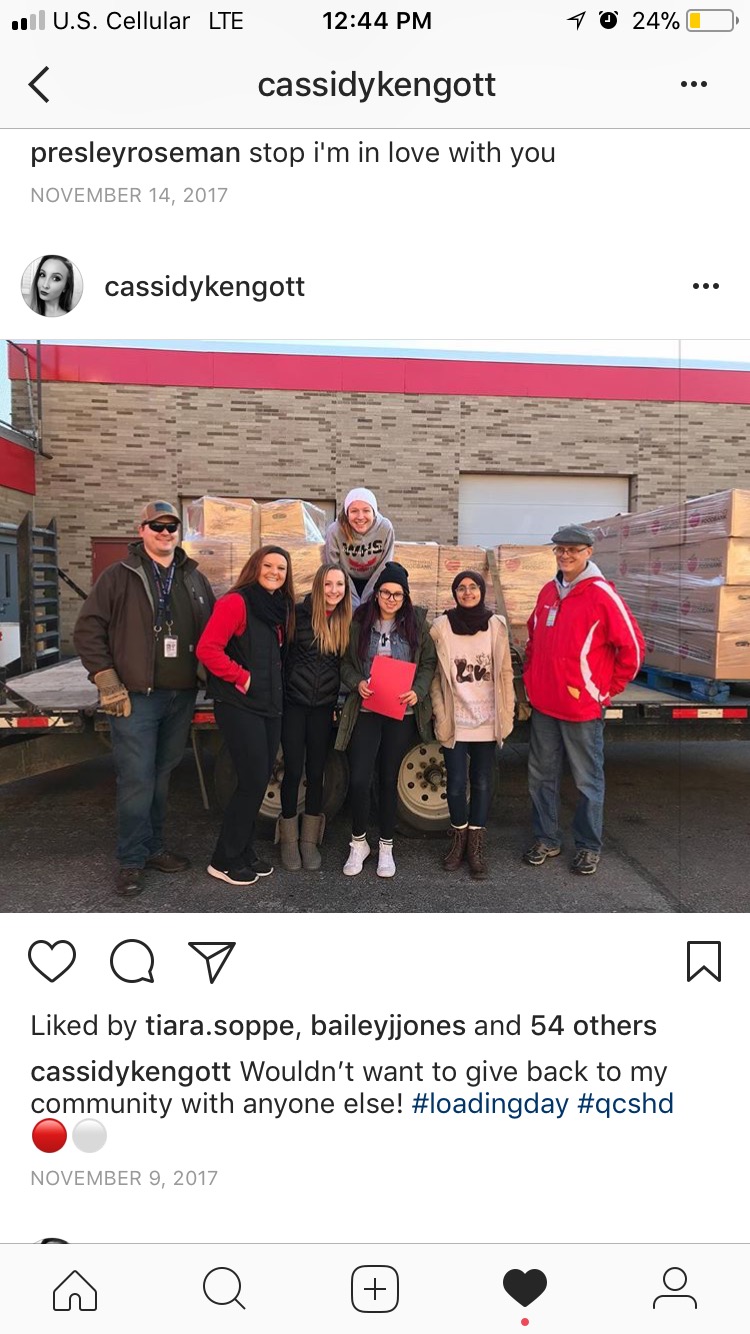 U.S. Cellular LTE 12:44 PM 24%
cassidykengott
presleyroseman stop i'm in love with you
NOVEMBER 14, 2017
cassidykengott
WHS
Love
Liked by tiara.soppe, baileyjjones and 54 others
cassidykengott Wouldn’t want to give back to my
community with anyone else! #loadingday #qcshd
NOVEMBER 9, 2017